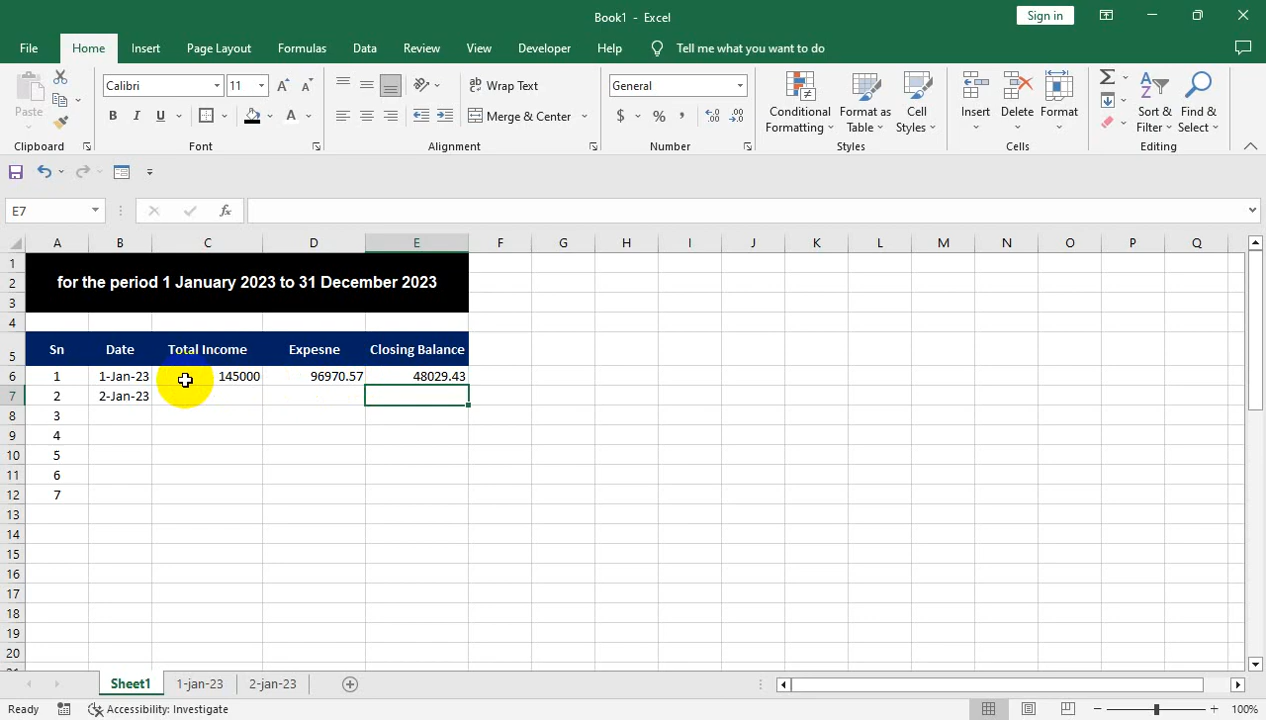 Book1 - Excel
Sign in
File Home Insert Page Layout Formulas Data Review View Developer Help Tell me what you want to do
Paste
Calibri 11
B I U A
Wrap Text
Merge & Center
General
$ % ,
Conditional Formatting
Format as Table
Cell Styles
Insert Delete Format
Sort & Filter
Find & Select
Clipboard Font Alignment Number Styles Cells Editing
E7 fx
A B C D E F G H I J K L M N O P Q
1
2 for the period 1 January 2023 to 31 December 2023
3
4
5 Sn Date Total Income Expesne Closing Balance
6 1 1-Jan-23 145000 96970.57 48029.43
7 2 2-Jan-23
8 3
9 4
10 5
11 6
12 7
13
14
15
16
17
18
19
20
Sheet1 1-jan-23 2-jan-23
Ready Accessibility: Investigate 100%